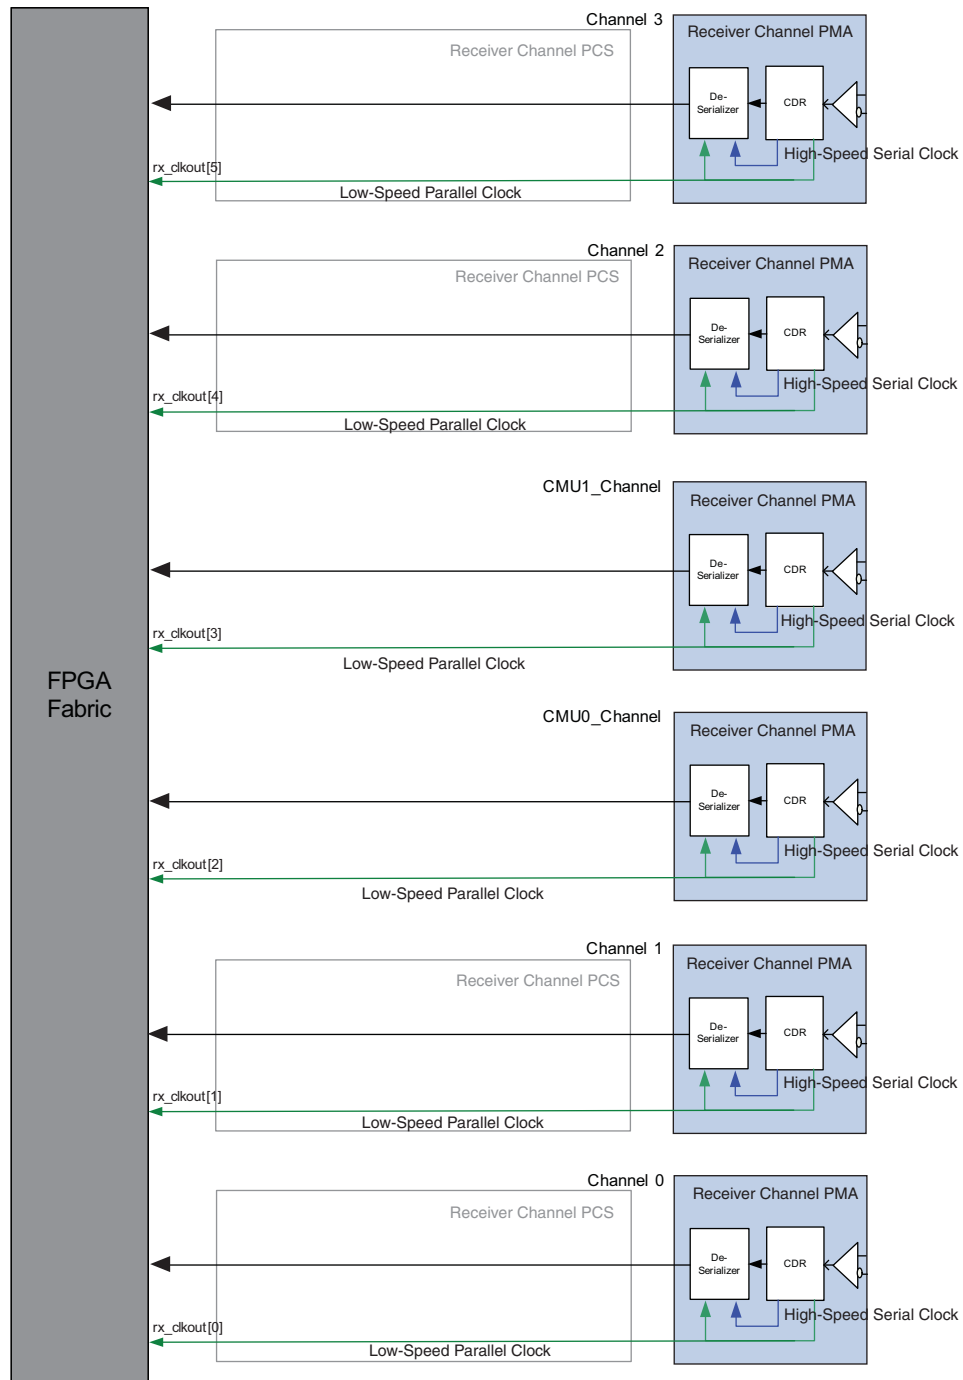 Channel 3
Receiver Channel PMA
Receiver Channel PCS
De-
Serializer
CDR
High-Speed Serial Clock
rx_clkout[5]
Low-Speed Parallel Clock
Channel 2
Receiver Channel PMA
Receiver Channel PCS
De-
Serializer
CDR
High-Speed Serial Clock
rx_clkout[4]
Low-Speed Parallel Clock
CMU1_Channel
Receiver Channel PMA
De-
Serializer
CDR
High-Speed Serial Clock
rx_clkout[3]
Low-Speed Parallel Clock
FPGA
Fabric
CMU0_Channel
Receiver Channel PMA
De-
Serializer
CDR
High-Speed Serial Clock
rx_clkout[2]
Low-Speed Parallel Clock
Channel 1
Receiver Channel PMA
Receiver Channel PCS
De-
Serializer
CDR
High-Speed Serial Clock
rx_clkout[1]
Low-Speed Parallel Clock
Channel 0
Receiver Channel PMA
Receiver Channel PCS
De-
Serializer
CDR
High-Speed Serial Clock
rx_clkout[0]
Low-Speed Parallel Clock